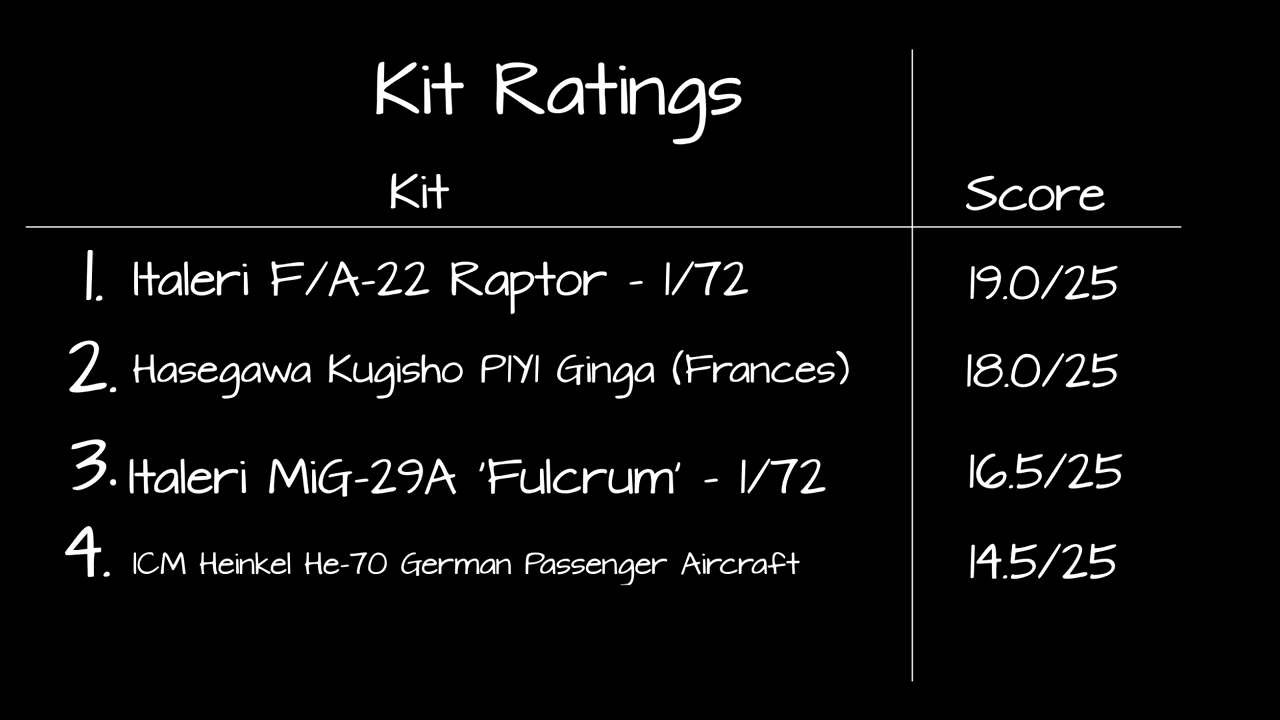 Kit Ratings
Kit Score
1. Italeri F/A-22 Raptor - 1/72 19.0/25
2. Hasegawa Kugisho P1Y1 Ginga (Frances) 18.0/25
3. Italeri MiG-29A 'Fulcrum' - 1/72 16.5/25
4. ICM Heinkel He-70 German Passenger Aircraft 14.5/25